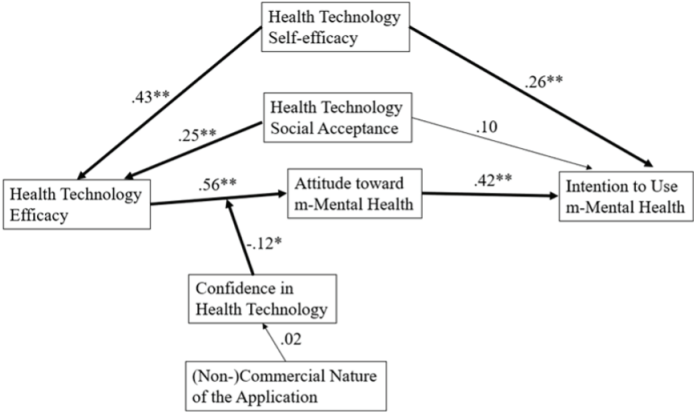 Health Technology
Self-efficacy
.43**
.26**
Health Technology
Social Acceptance
.25**
.10
Health Technology
Efficacy
.56**
Attitude toward
m-Mental Health
.42**
Intention to Use
m-Mental Health
-.12*
Confidence in
Health Technology
.02
(Non-)Commercial Nature
of the Application